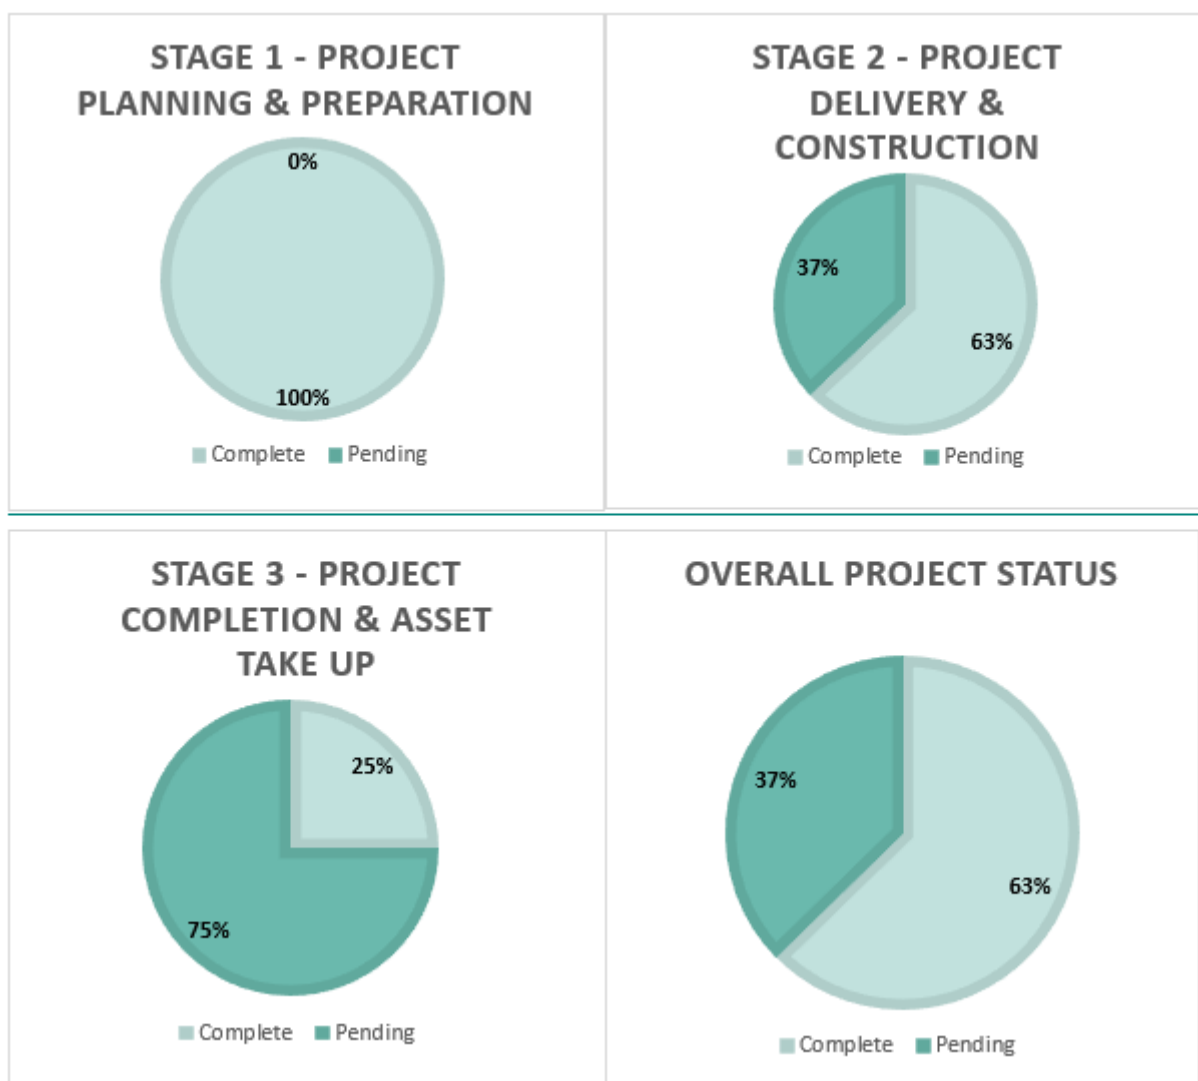 STAGE 1 - PROJECT
PLANNING & PREPARATION
0%
100%
Complete Pending
STAGE 2 - PROJECT
DELIVERY &
CONSTRUCTION
37%
63%
Complete Pending
STAGE 3 - PROJECT
COMPLETION & ASSET
TAKE UP
25%
75%
Complete Pending
OVERALL PROJECT STATUS
37%
63%
Complete Pending